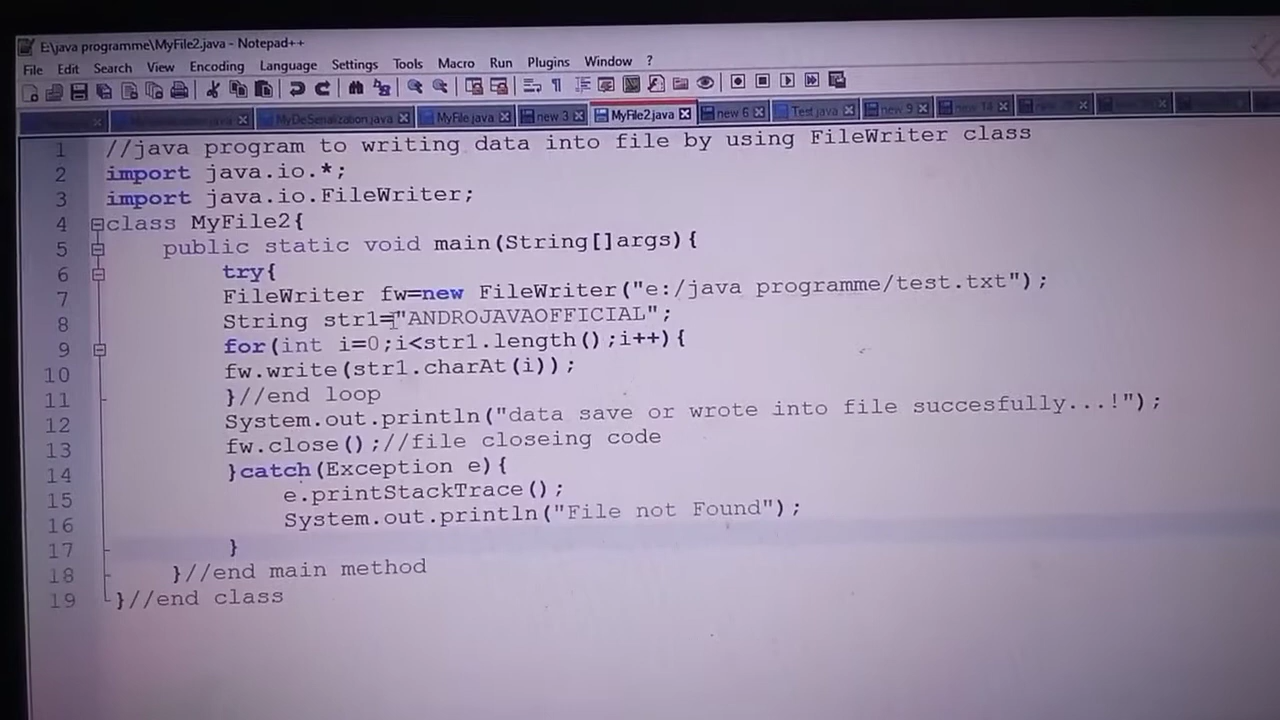 E:\java programme\MyFile2.java - Notepad++
File Edit Search View Encoding Language Settings Tools Macro Run Plugins Window ?
MyDeSerialization.java MyFile.java new 3 MyFile2.java new 6 Test.java new 9 new 14
1 //java program to writing data into file by using FileWriter class
2 import java.io.*;
3 import java.io.FileWriter;
4 class MyFile2{
5 public static void main(String[]args){
6 try{
7 FileWriter fw=new FileWriter("e:/java programme/test.txt");
8 String str1="ANDROJAVAOFFICIAL";
9 for(int i=0;i<str1.length();i++){
10 fw.write(str1.charAt(i));
11 }//end loop
12 System.out.println("data save or wrote into file succesfully...!");
13 fw.close();//file closeing code
14 }catch(Exception e){
15 e.printStackTrace();
16 System.out.println("File not Found");
17 }
18 }//end main method
19 }//end class